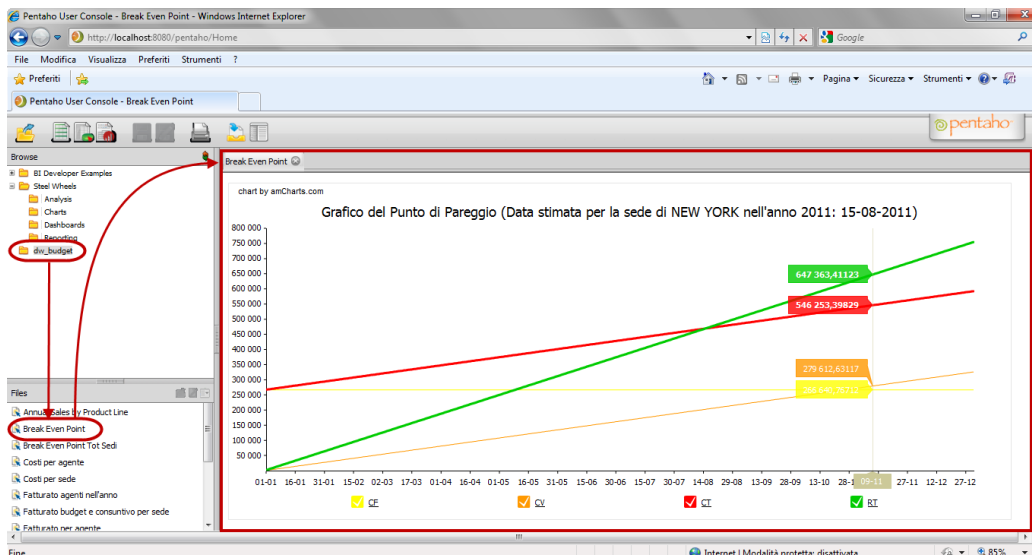 Pentaho User Console - Break Even Point - Windows Internet Explorer
http://localhost:8080/pentaho/Home
Google
File Modifica Visualizza Preferiti Strumenti ?
Preferiti
Pagina Sicurezza Strumenti
Pentaho User Console - Break Even Point
pentaho
Browse
BI Developer Examples
Steel Wheels
Analysis
Charts
Dashboards
Reporting
dw_budget
Files
Annual Sales by Product Line
Break Even Point
Break Even Point Tot Sedi
Costi per agente
Costi per sede
Fatturato agenti nell'anno
Fatturato budget e consuntivo per sede
Fatturato per agente
Break Even Point
chart by amCharts.com
Grafico del Punto di Pareggio (Data stimata per la sede di NEW YORK nell'anno 2011: 15-08-2011)
800 000
700 000
650 000
600 000
550 000
500 000
450 000
400 000
350 000
300 000
250 000
200 000
150 000
100 000
50 000
647 363,41123
546 253,39829
279 612,63117
01-01 16-01 31-01 15-02 02-03 17-03 01-04 16-04 01-05 16-05 31-05 15-06 30-06 15-07 30-07 14-08 29-08 13-09 28-09 13-10 28-1 09-11 27-11 12-12 27-12
CF CV CT RT
Fine
Internet | Modalità protetta: disattivata
85%